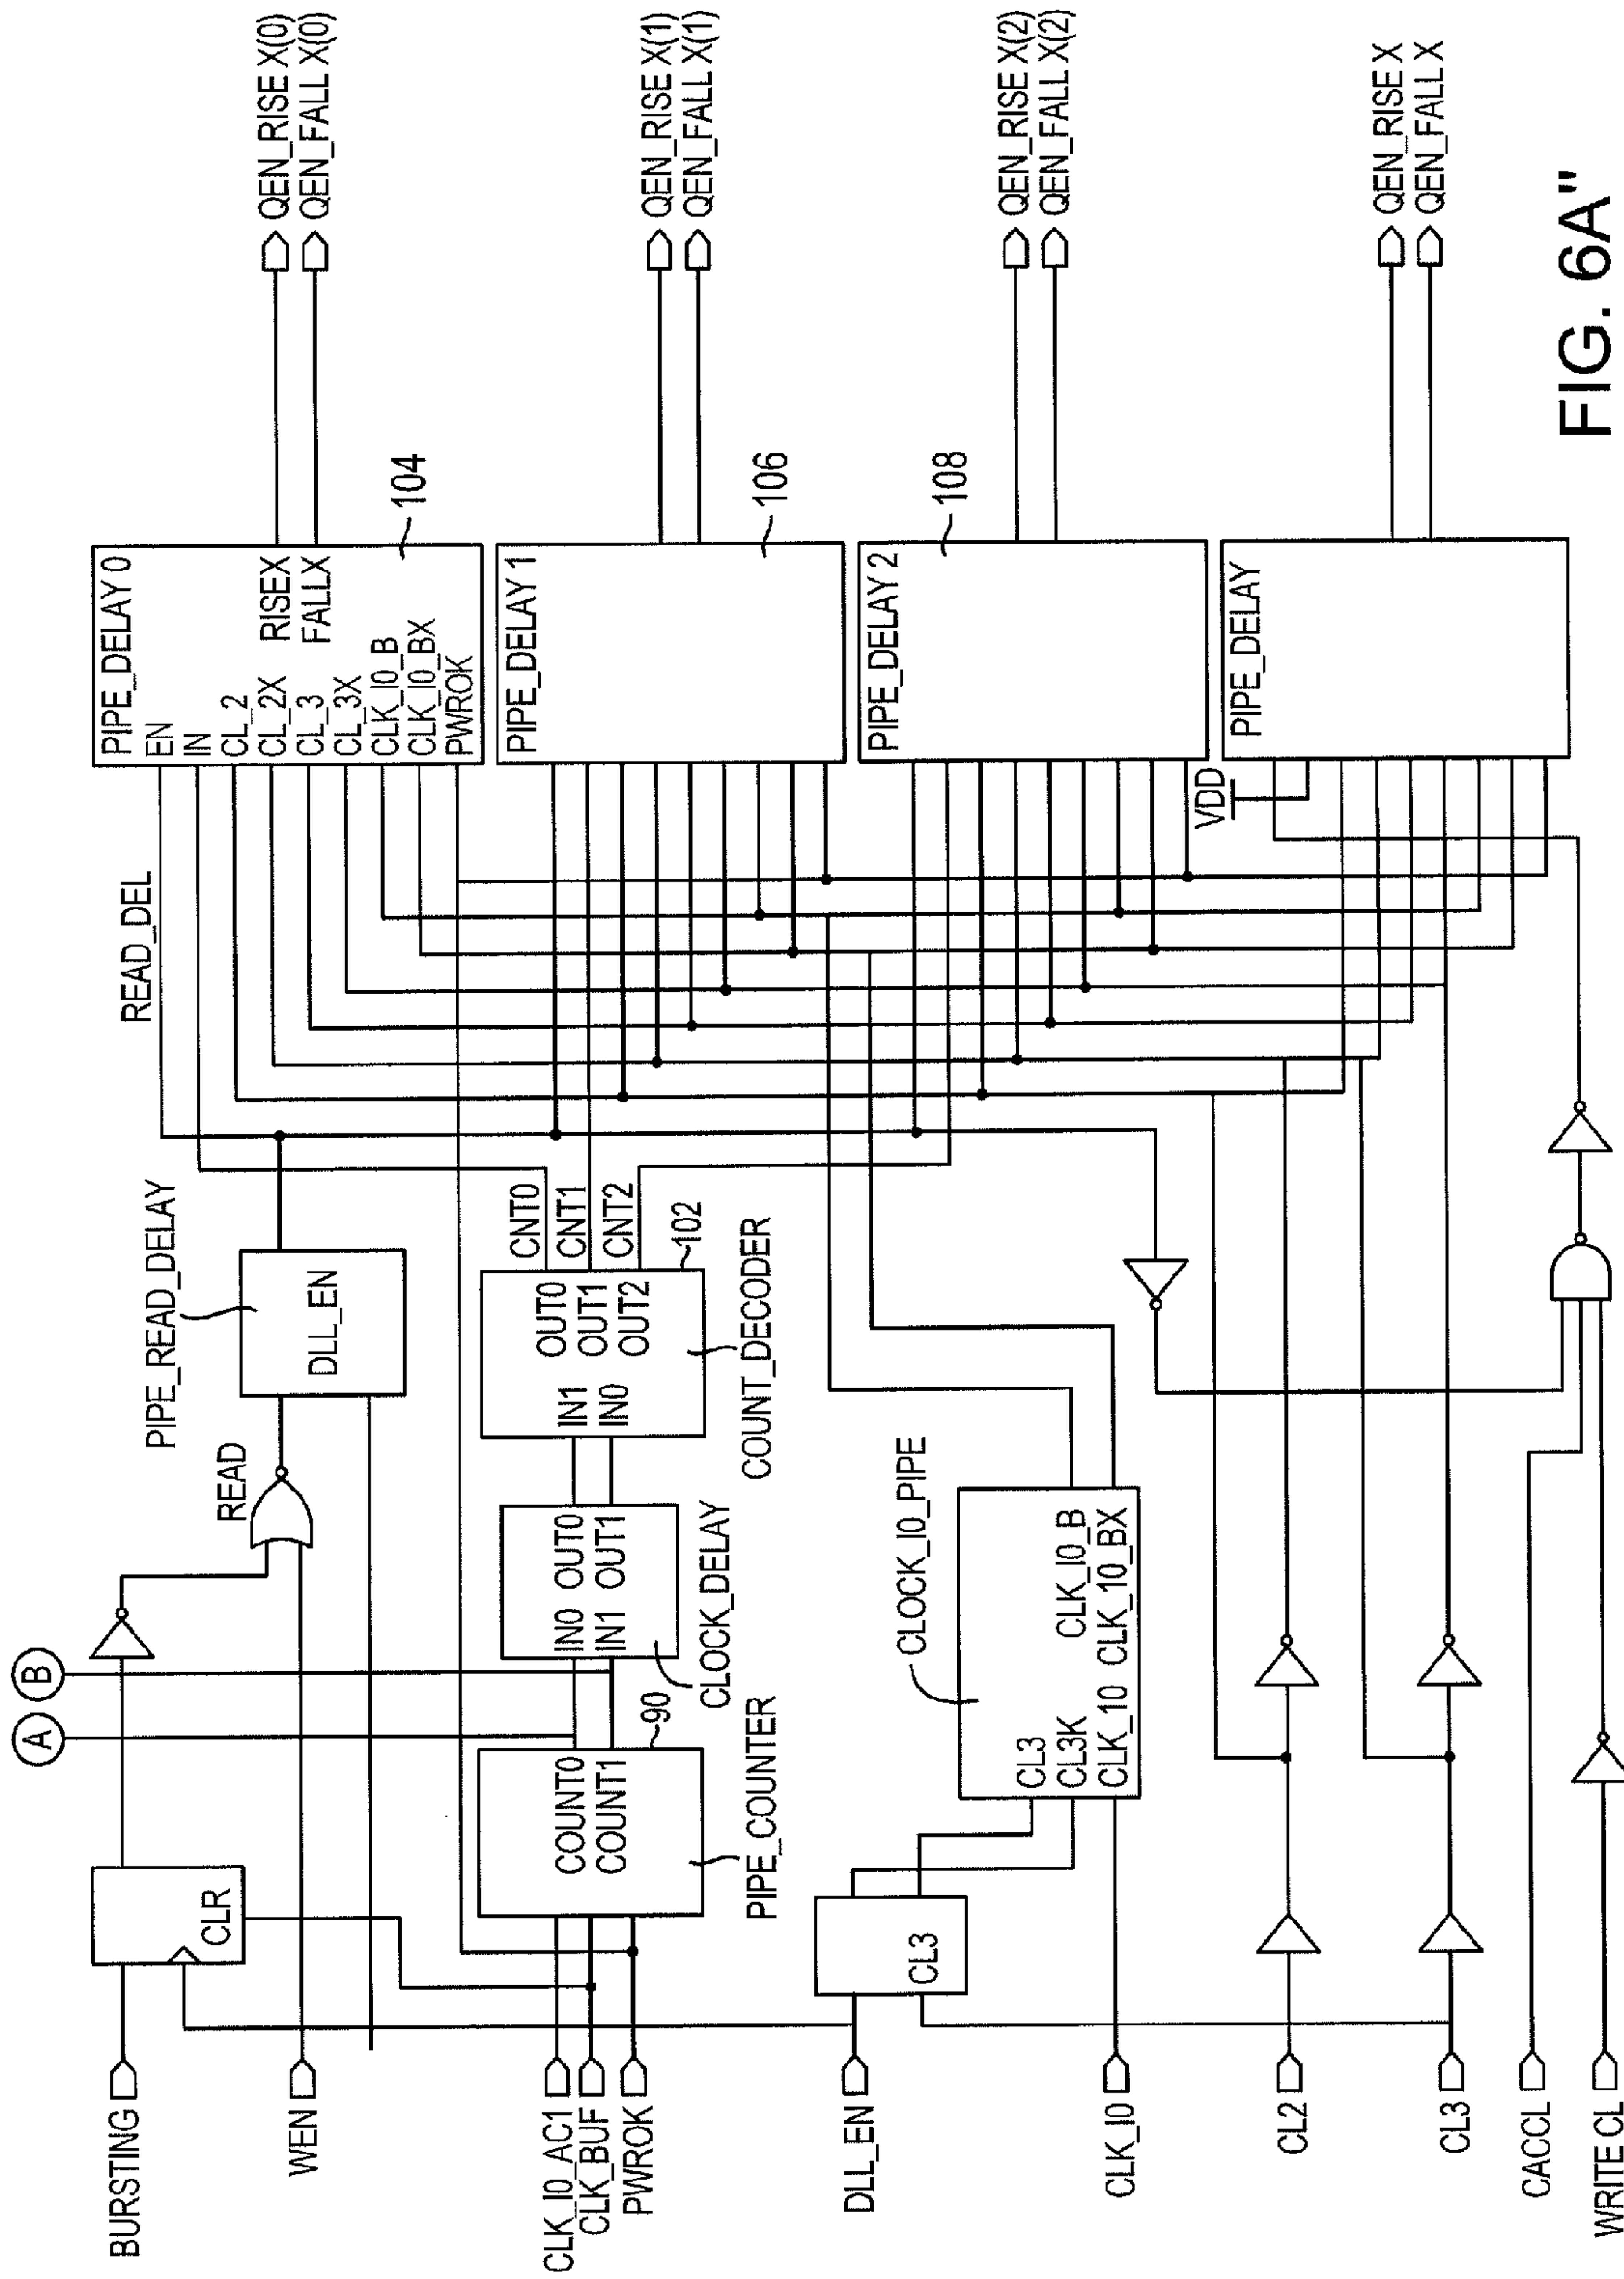 BURSTING
WEN
CLK_I0_AC1
CLK_BUF
PWROK
DLL_EN
CLK_I0
CL2
CL3
CACCL
WRITE CL
CLR
A
B
COUNT0
COUNT1
90
PIPE_COUNTER
CL3
READ
IN0 OUT0
IN1 OUT1
CLOCK_DELAY
CLOCK_I0_PIPE
CL3
CL3K
CLK_10
CLK_I0_B
CLK_10_BX
PIPE_READ_DELAY
DLL_EN
IN1
IN0
OUT0
OUT1
OUT2
102
COUNT_DECODER
CNT0
CNT1
CNT2
READ_DEL
VDD
PIPE_DELAY 0
EN
IN
CL_2
CL_2X
CL_3
CL_3X
CLK_I0_B
CLK_I0_BX
PWROK
RISEX
FALLX
104
PIPE_DELAY 1
106
PIPE_DELAY 2
108
PIPE_DELAY
QEN_RISE X(0)
QEN_FALL X(0)
QEN_RISE X(1)
QEN_FALL X(1)
QEN_RISE X(2)
QEN_FALL X(2)
QEN_RISE X
QEN_FALL X
FIG. 6A"